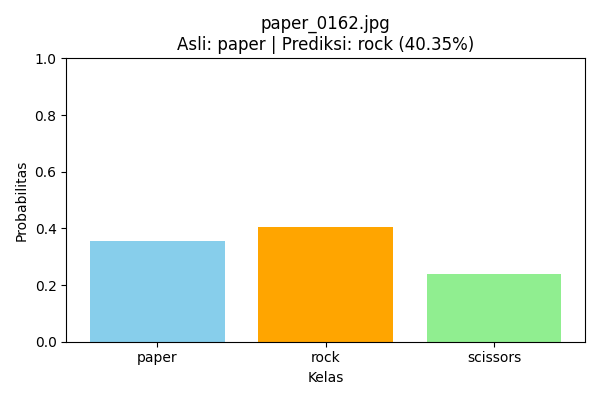 paper_0162.jpg
Asli: paper | Prediksi: rock (40.35%)
1.0
0.8
0.6
0.4
0.2
0.0
Probabilitas
paper
rock
scissors
Kelas